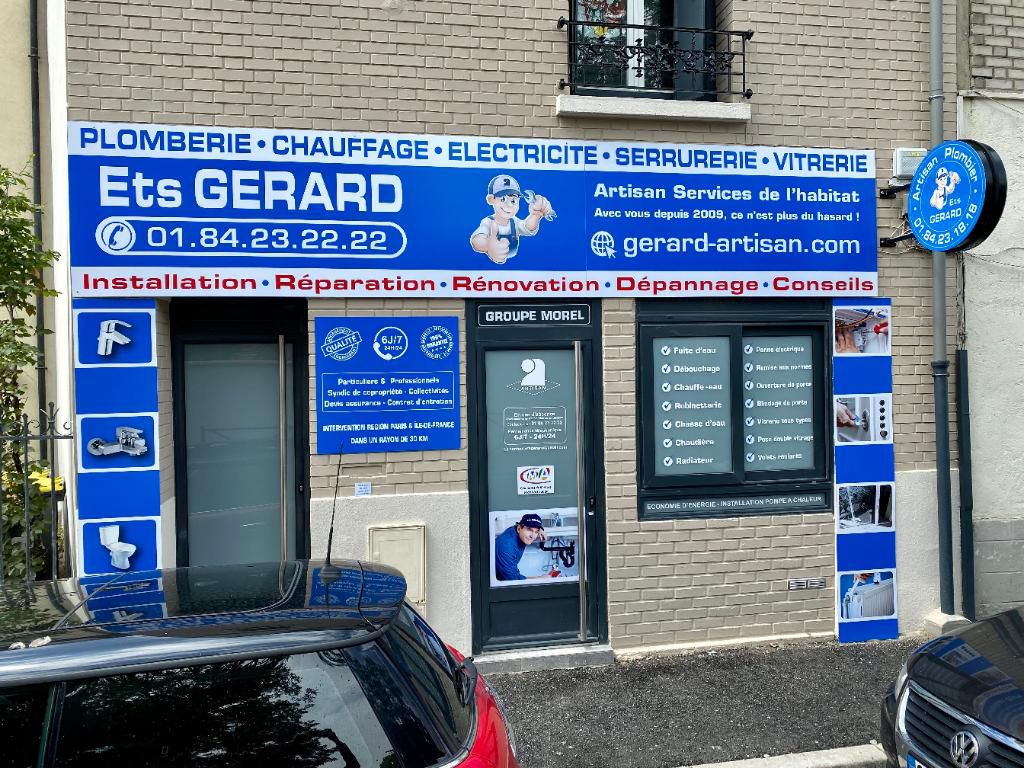 PLOMBERIE • CHAUFFAGE • ELECTRICITE • SERRURERIE • VITRERIE
Ets GERARD
01.84.23.22.22
Artisan Services de l'habitat
Avec vous depuis 2009, ce n'est plus du hasard !
gerard-artisan.com
Installation • Réparation • Rénovation • Dépannage • Conseils
Artisan Plombier
Ets
GERARD
01.84.23.18.18
QUALITÉ
6J/7
24H/24
100%
Particuliers & Professionnels
Syndic de copropriété - Collectivités
Devis assurance - Contrat d'entretien
INTERVENTION REGION PARIS & ILE-DE-FRANCE
DANS UN RAYON DE 30 KM
GROUPE MOREL
ARTISAN
6J/7 - 24H/24
Fuite d'eau
Débouchage
Chauffe-eau
Robinetterie
Chasse d'eau
Chaudière
Radiateur
Panne électrique
Remise aux normes
Ouverture de porte
Blindage de porte
Vitrerie tous types
Pose double vitrage
Volets roulants
ECONOMIE D'ENERGIE - INSTALLATION POMPE A CHALEUR